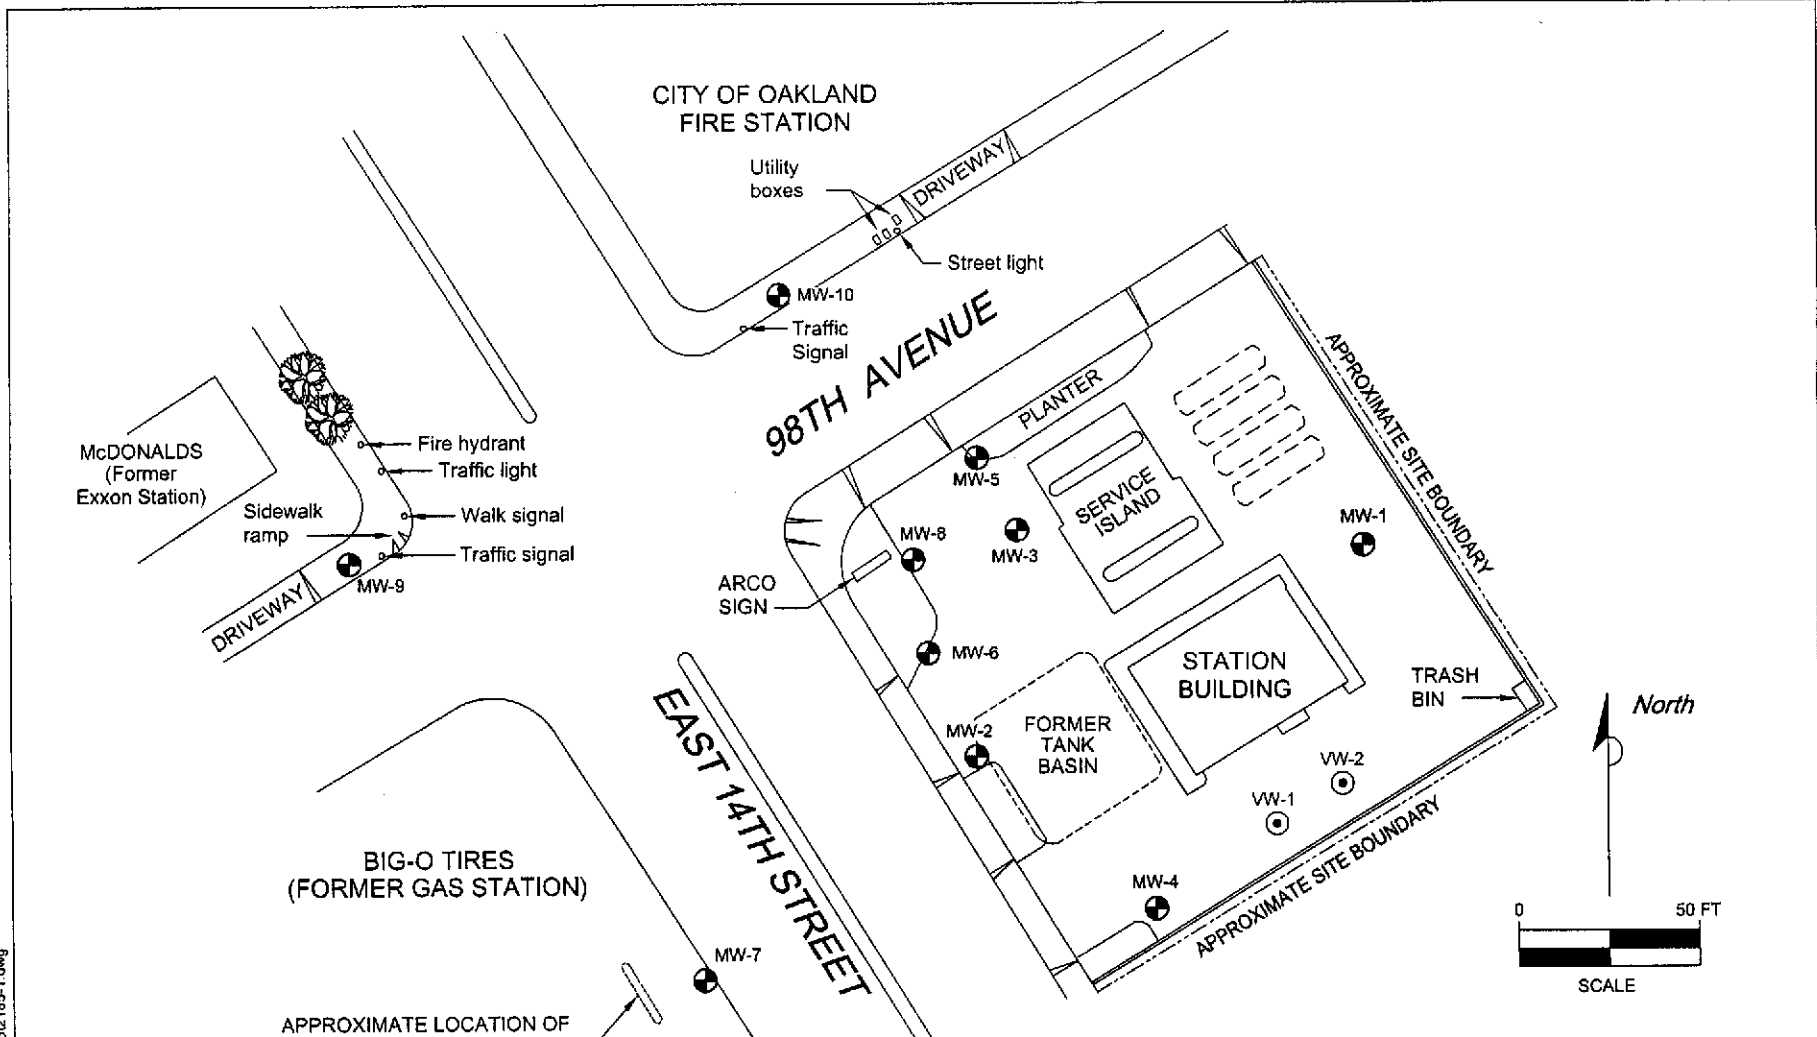 CITY OF OAKLAND
FIRE STATION
Utility
boxes
DRIVEWAY
Street light
MW-10
Traffic
Signal
98TH AVENUE
PLANTER
APPROXIMATE SITE BOUNDARY
McDONALDS
(Former
Exxon Station)
Fire hydrant
Traffic light
Sidewalk
ramp
Walk signal
Traffic signal
MW-9
DRIVEWAY
MW-5
SERVICE
ISLAND
MW-1
MW-3
MW-8
ARCO
SIGN
MW-6
STATION
BUILDING
TRASH
BIN
North
EAST 14TH STREET
MW-2
FORMER
TANK
BASIN
VW-2
VW-1
APPROXIMATE SITE BOUNDARY
BIG-O TIRES
(FORMER GAS STATION)
MW-4
0 50 FT
SCALE
MW-7
APPROXIMATE LOCATION OF